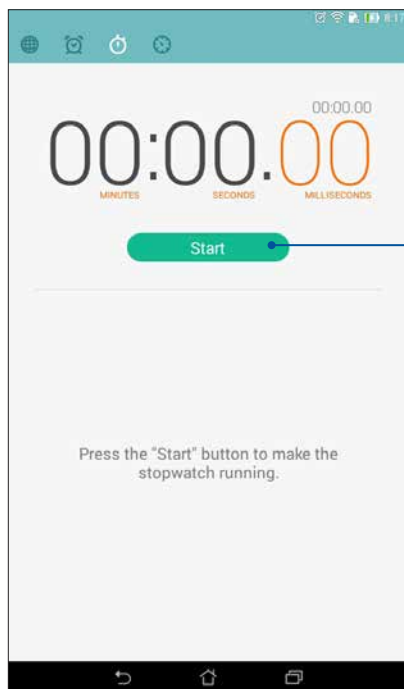 8:17
00:00.00
00:00.00
MINUTES SECONDS MILLISECONDS
Start
Press the "Start" button to make the
stopwatch running.